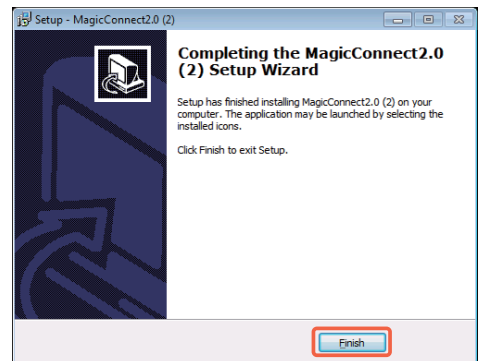 Setup - MagicConnect2.0 (2)
Completing the MagicConnect2.0
(2) Setup Wizard
Setup has finished installing MagicConnect2.0 (2) on your
computer. The application may be launched by selecting the
installed icons.
Click Finish to exit Setup.
Finish